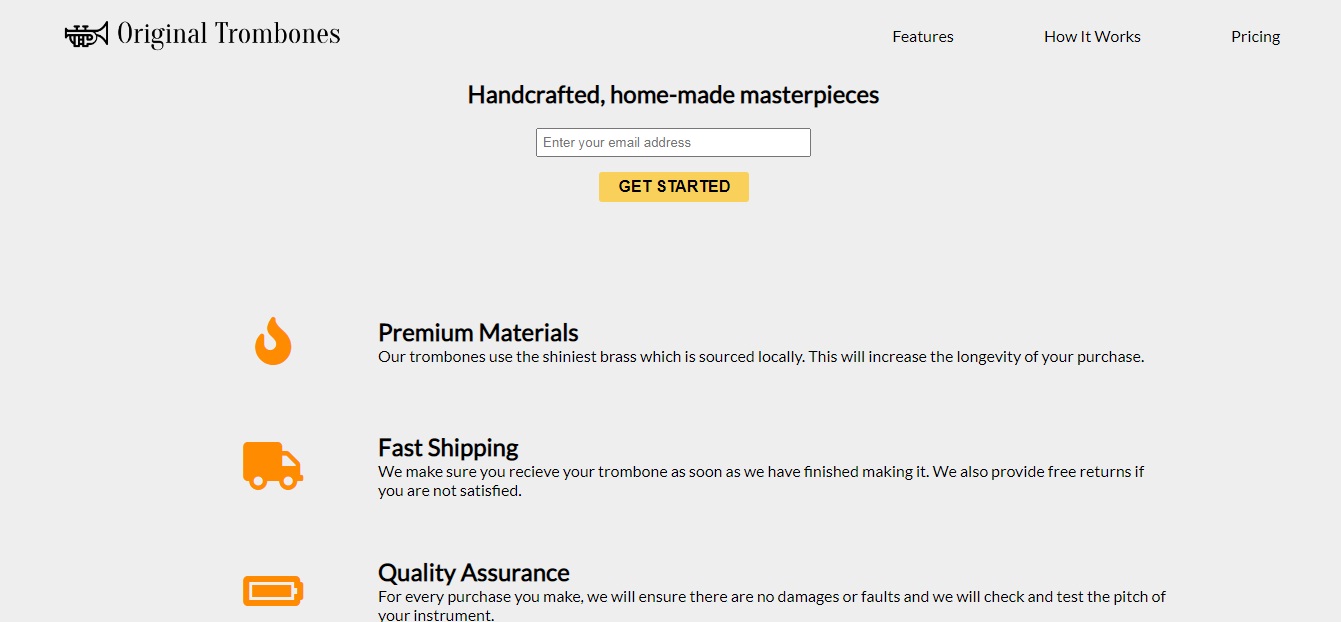 Original Trombones
Features
How It Works
Pricing
Handcrafted, home-made masterpieces
Enter your email address
GET STARTED
Premium Materials
Our trombones use the shiniest brass which is sourced locally. This will increase the longevity of your purchase.
Fast Shipping
We make sure you recieve your trombone as soon as we have finished making it. We also provide free returns if
you are not satisfied.
Quality Assurance
For every purchase you make, we will ensure there are no damages or faults and we will check and test the pitch of
your instrument.